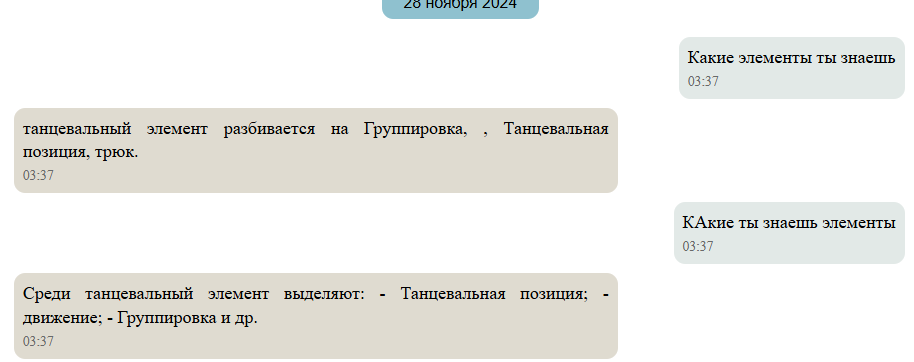 28 ноября 2024
Какие элементы ты знаешь
03:37
танцевальный элемент разбивается на Группировка, , Танцевальная
позиция, трюк.
03:37
КАкие ты знаешь элементы
03:37
Среди танцевальный элемент выделяют: - Танцевальная позиция; -
движение; - Группировка и др.
03:37